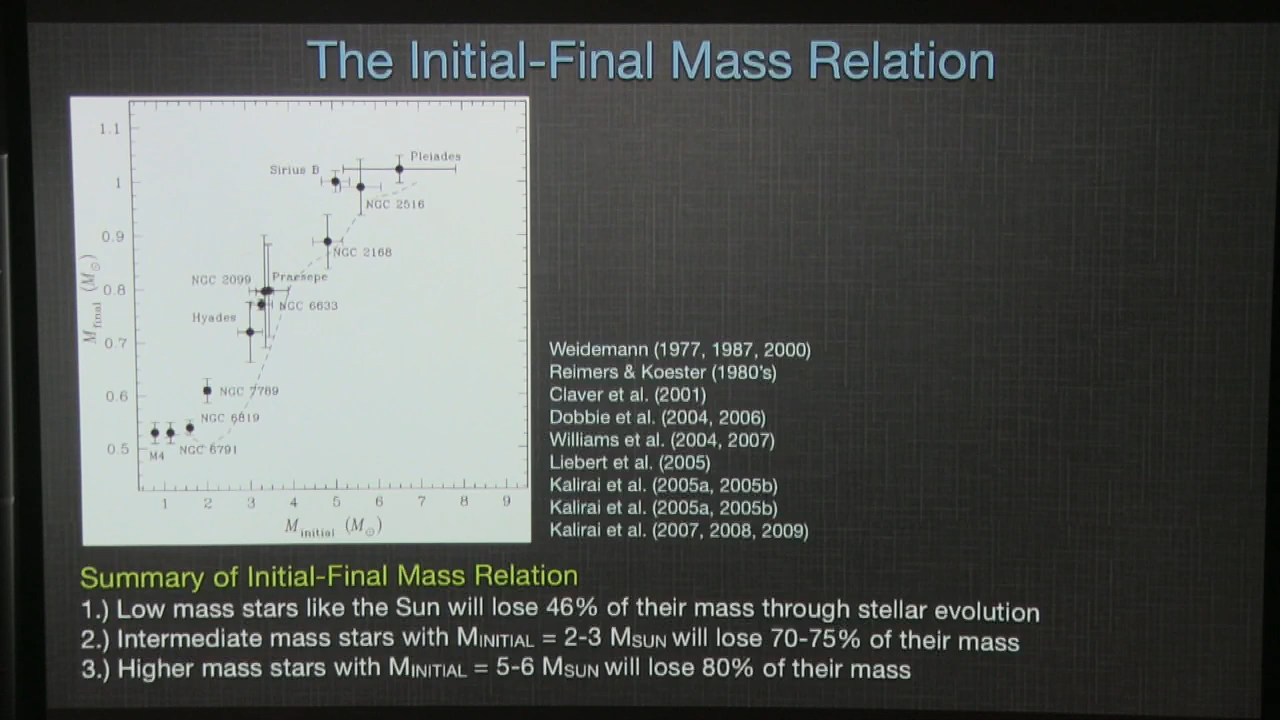 The Initial-Final Mass Relation
1.1
1
0.9
0.8
0.7
0.6
0.5
M_final (M⊙)
Pleiades
Sirius B
NGC 2516
NGC 2168
NGC 2099
Praesepe
NGC 6633
Hyades
NGC 7789
NGC 6819
NGC 6791
M4
1 2 3 4 5 6 7 8 9
M_initial (M⊙)
Weidemann (1977, 1987, 2000)
Reimers & Koester (1980's)
Claver et al. (2001)
Dobbie et al. (2004, 2006)
Williams et al. (2004, 2007)
Liebert et al. (2005)
Kalirai et al. (2005a, 2005b)
Kalirai et al. (2005a, 2005b)
Kalirai et al. (2007, 2008, 2009)
Summary of Initial-Final Mass Relation
1.) Low mass stars like the Sun will lose 46% of their mass through stellar evolution
2.) Intermediate mass stars with MINITIAL = 2-3 MSUN will lose 70-75% of their mass
3.) Higher mass stars with MINITIAL = 5-6 MSUN will lose 80% of their mass